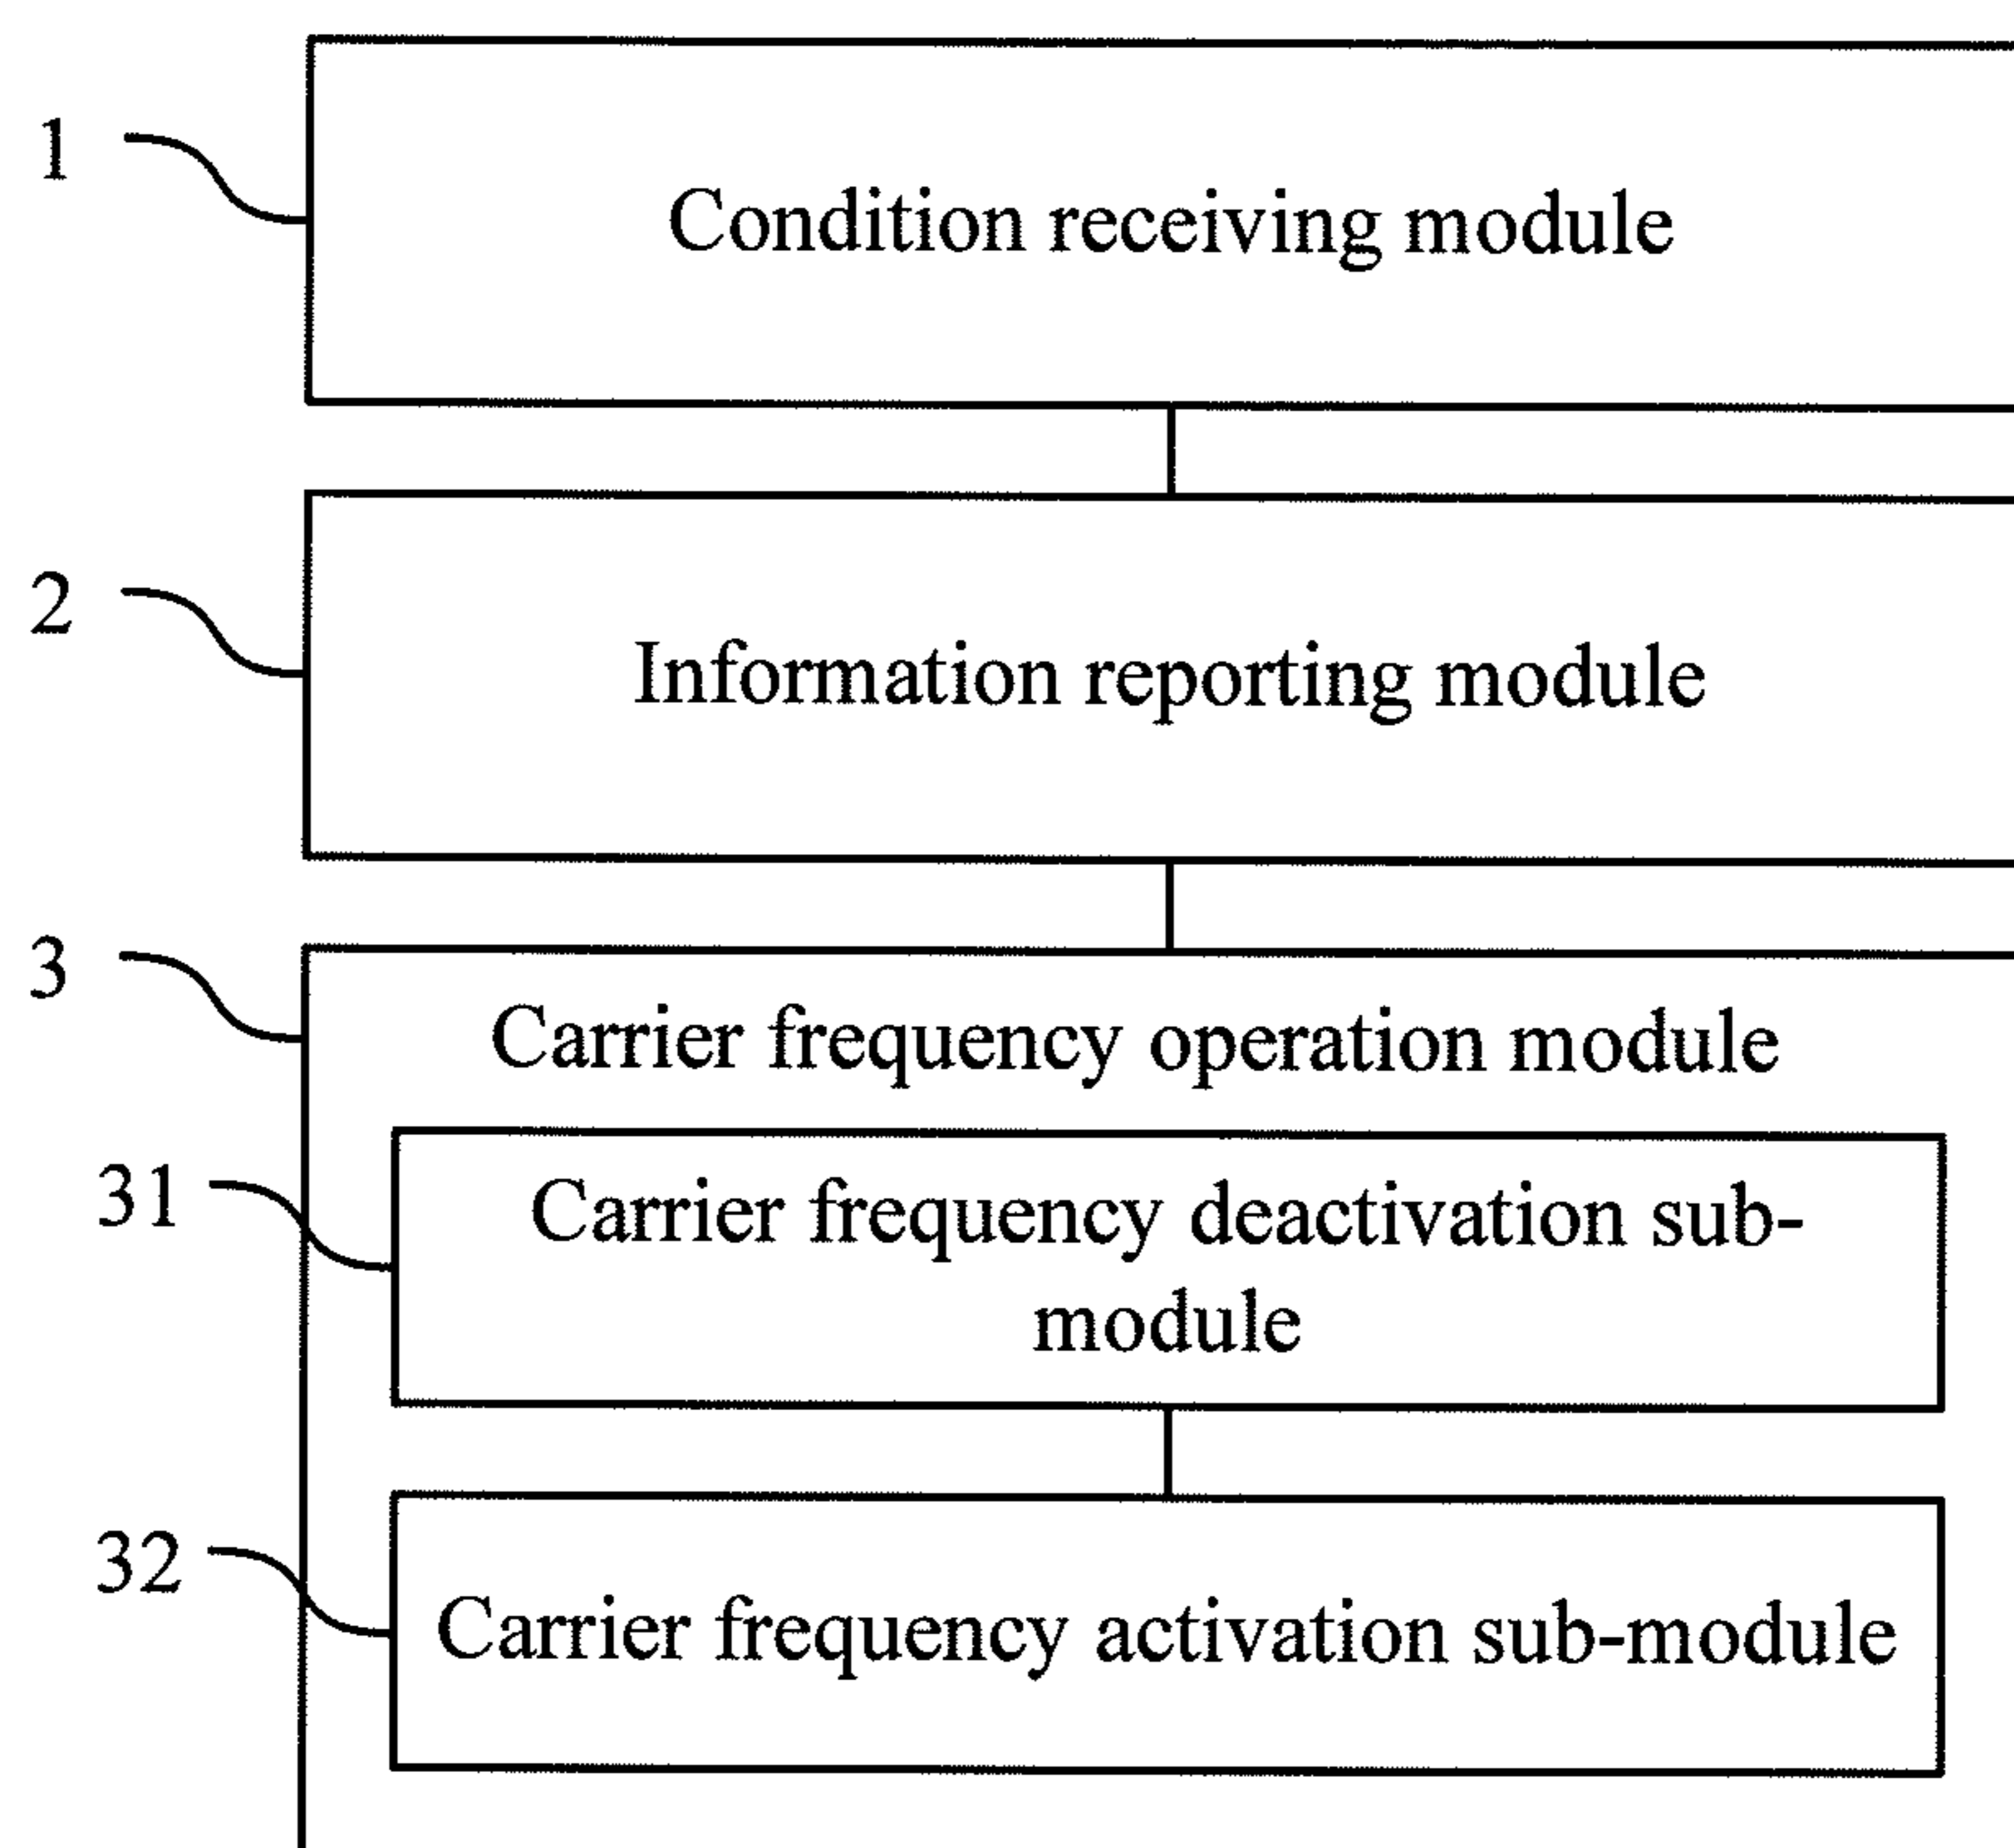 1
Condition receiving module
2
Information reporting module
3
Carrier frequency operation module
31
Carrier frequency deactivation sub-
module
32
Carrier frequency activation sub-module